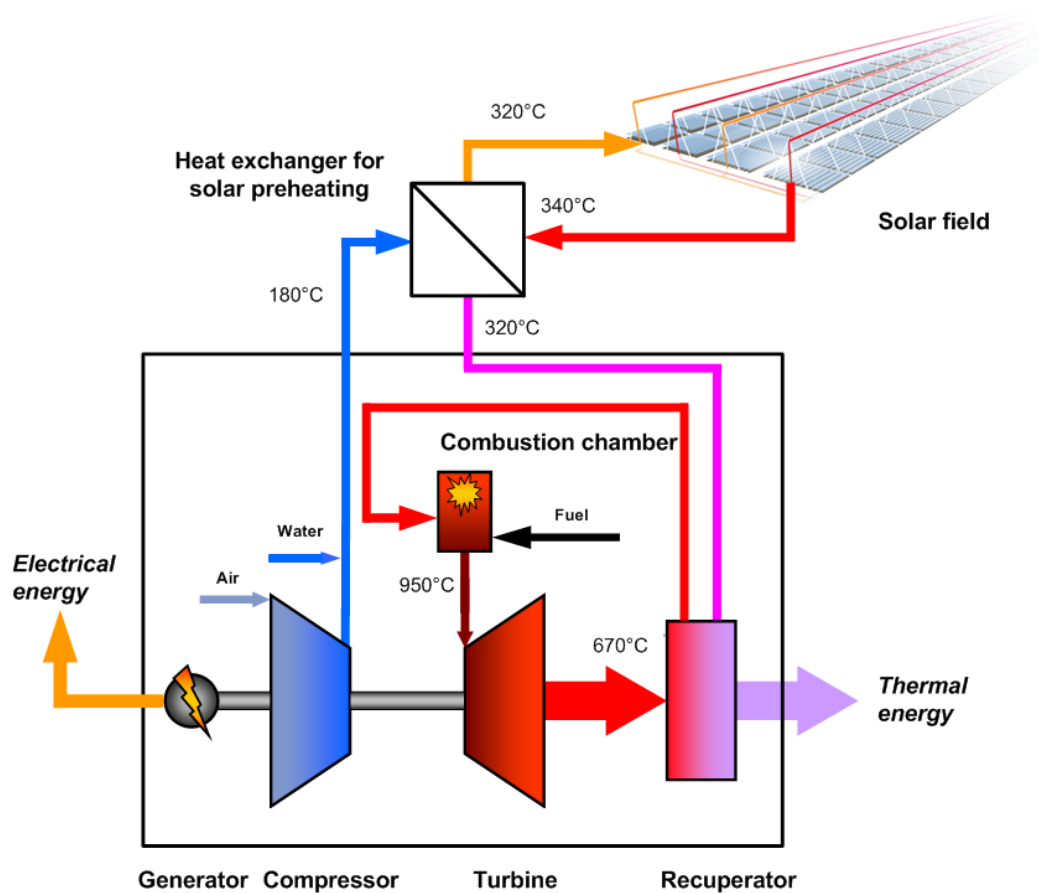 320°C
Heat exchanger for
solar preheating
340°C
Solar field
180°C
320°C
Combustion chamber
Fuel
Water
Electrical
energy
Air
950°C
670°C
Thermal
energy
Generator Compressor Turbine Recuperator